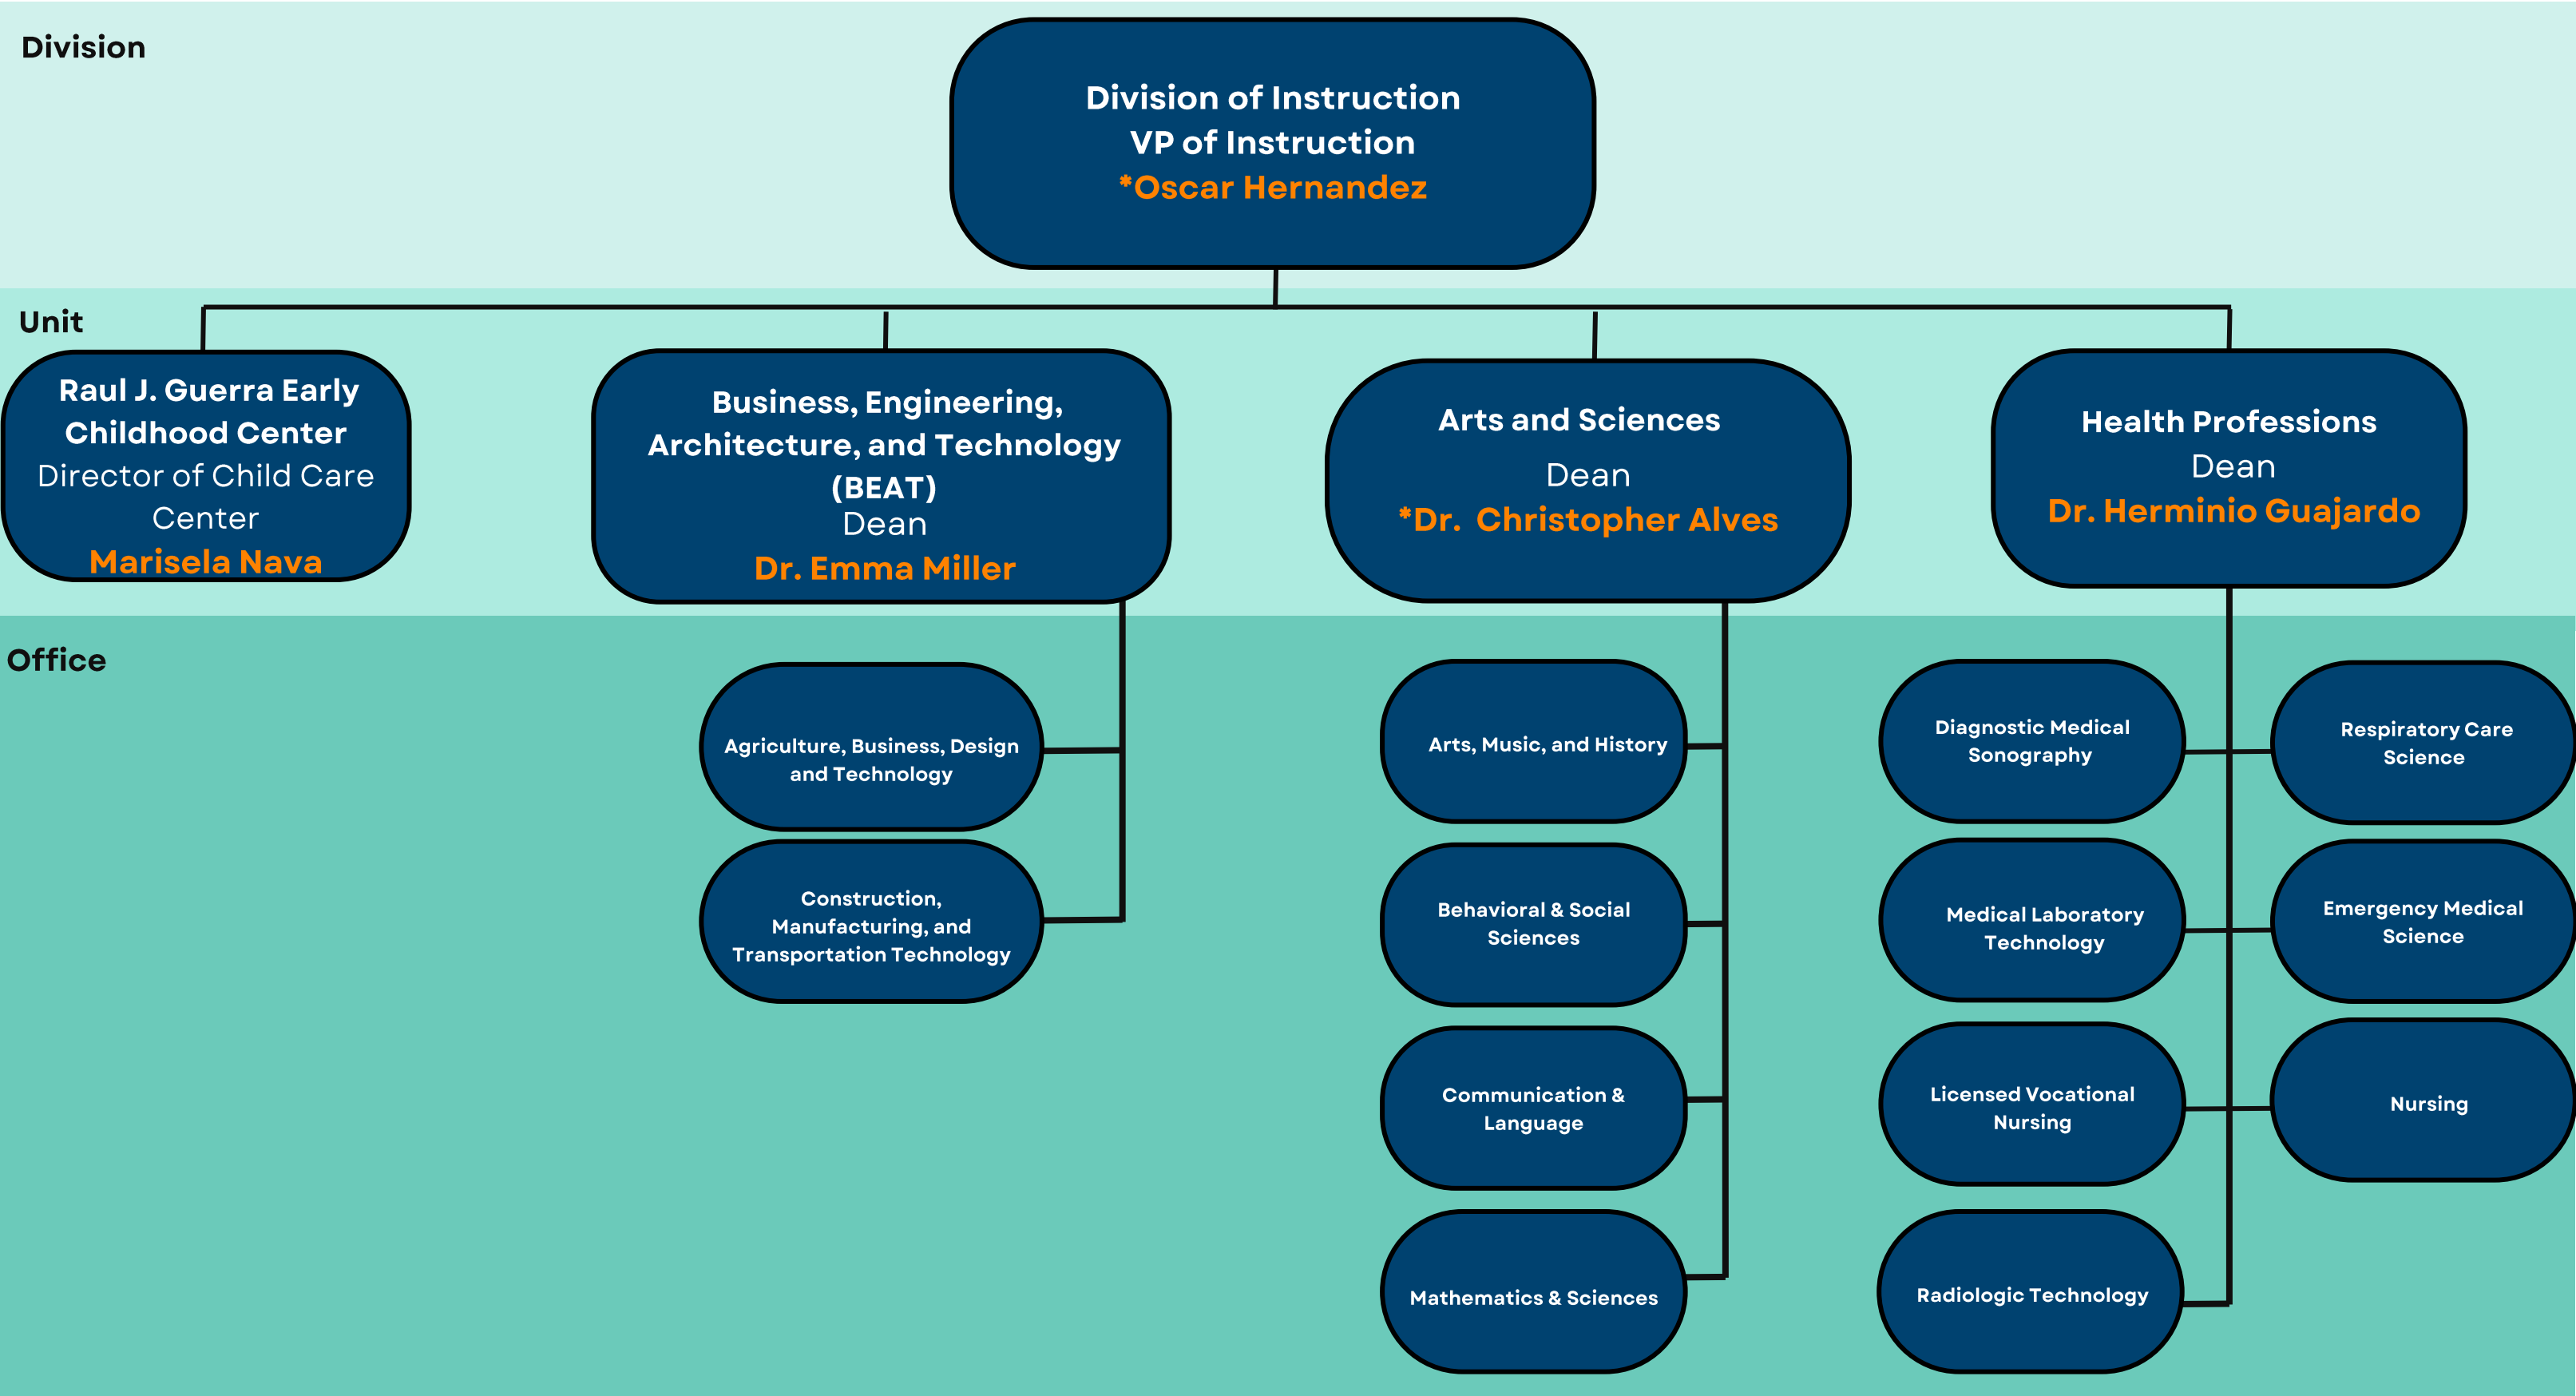 Division
Division of Instruction
VP of Instruction
*Oscar Hernandez
Unit
Raul J. Guerra Early
Childhood Center
Director of Child Care
Center
Marisela Nava
Business, Engineering,
Architecture, and Technology
(BEAT)
Dean
Dr. Emma Miller
Arts and Sciences
Dean
*Dr. Christopher Alves
Health Professions
Dean
Dr. Herminio Guajardo
Office
Agriculture, Business, Design
and Technology
Construction,
Manufacturing, and
Transportation Technology
Arts, Music, and History
Behavioral & Social
Sciences
Communication &
Language
Mathematics & Sciences
Diagnostic Medical
Sonography
Medical Laboratory
Technology
Licensed Vocational
Nursing
Radiologic Technology
Respiratory Care
Science
Emergency Medical
Science
Nursing